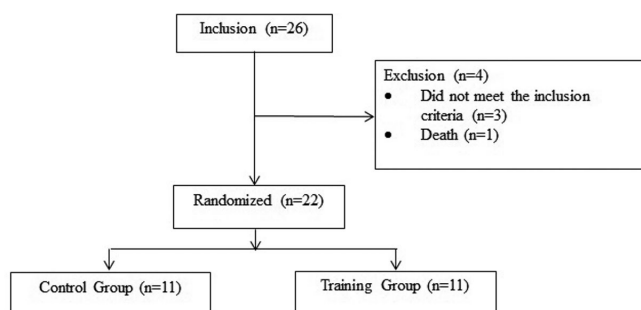 Inclusion (n=26)
Exclusion (n=4)
• Did not meet the inclusion
criteria (n=3)
• Death (n=1)
Randomized (n=22)
Control Group (n=11)
Training Group (n=11)